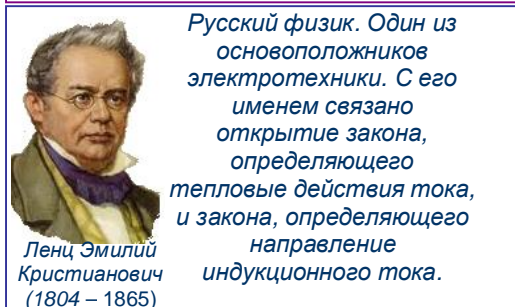 Русский физик. Один из
основоположников
электротехники. С его
именем связано
открытие закона,
определяющего
тепловые действия тока,
и закона, определяющего
направление
индукционного тока.
Ленц Эмилий
Кристианович
(1804 – 1865)